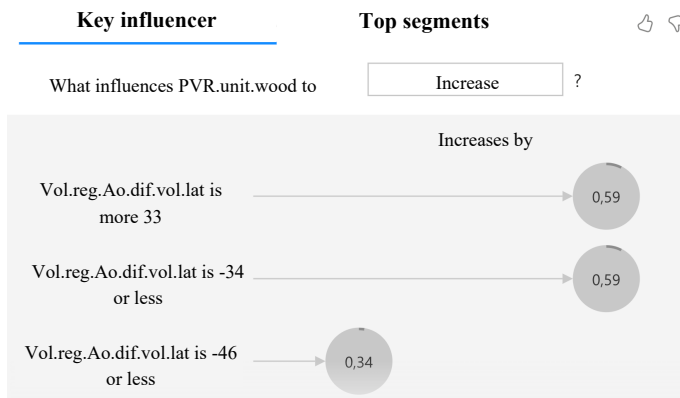 Key influencer
Top segments
What influences PVR.unit.wood to
Increase
?
Increases by
Vol.reg.Ao.dif.vol.lat is
more 33
0,59
Vol.reg.Ao.dif.vol.lat is -34
or less
0,59
Vol.reg.Ao.dif.vol.lat is -46
or less
0,34